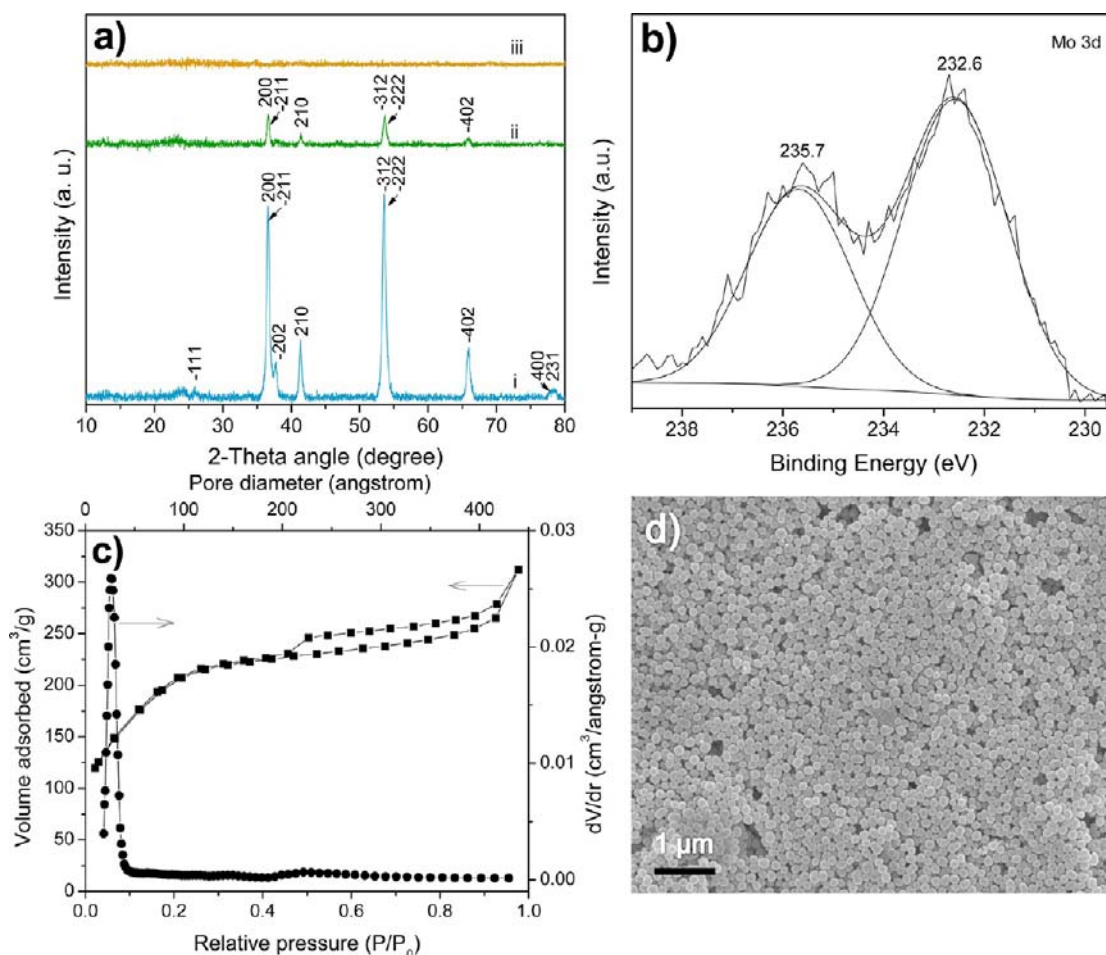 a)
iii
200
-211
210
-312
-222
-402
ii
200
-211
-312
-222
-111
-202
210
-402
400
231
i
Intensity (a. u.)
10 20 30 40 50 60 70 80
2-Theta angle (degree)
b)
Mo 3d
232.6
235.7
Intensity (a.u.)
238 236 234 232 230
Binding Energy (eV)
Pore diameter (angstrom)
0 100 200 300 400
c)
350
300
250
200
150
100
50
0
Volume adsorbed (cm³/g)
0.03
0.02
0.01
0.00
dV/dr (cm³/angstrom-g)
0.0 0.2 0.4 0.6 0.8 1.0
Relative pressure (P/P₀)
d)
1 μm